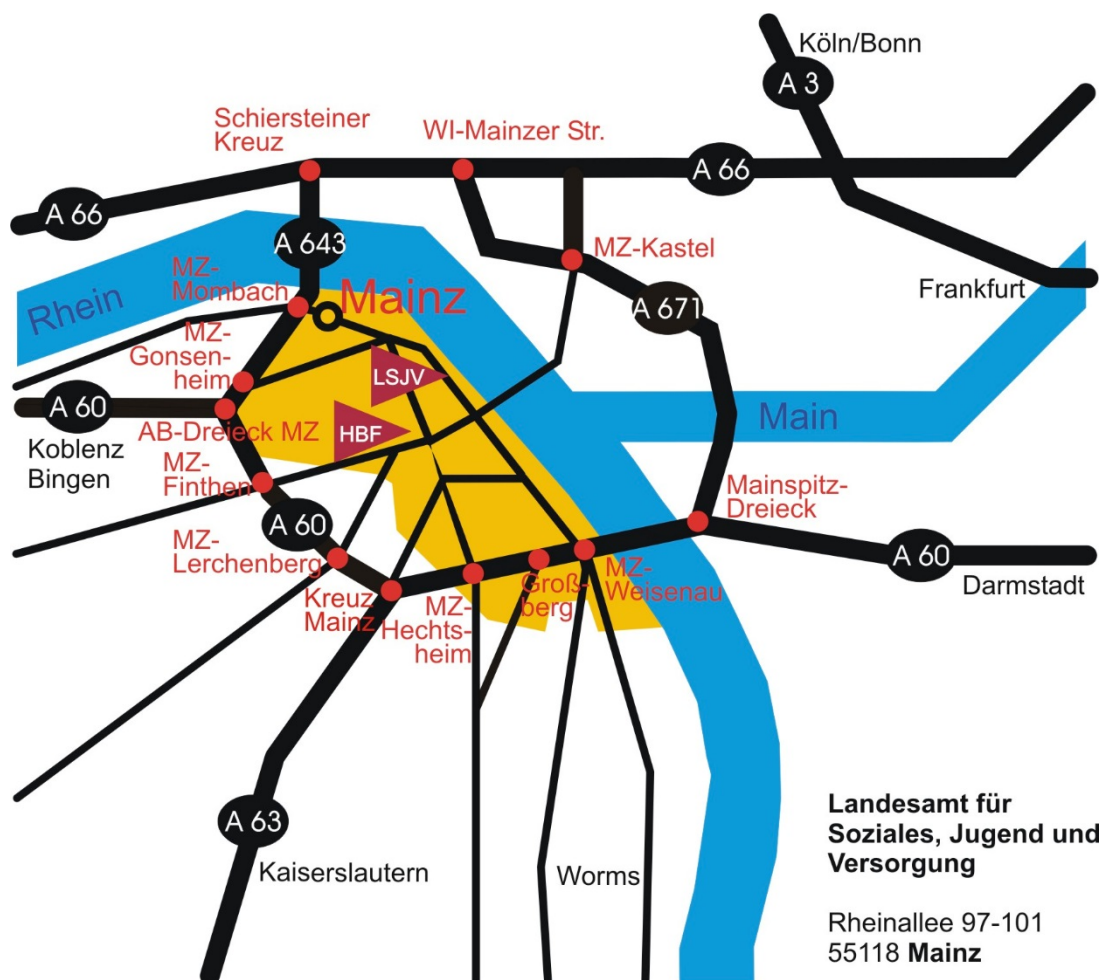 Köln/Bonn
A 3
Schiersteiner
Kreuz
WI-Mainzer Str.
A 66
A 66
A 643
MZ-Kastel
MZ-
Mombach
Mainz
Frankfurt
Rhein
A 671
MZ-
Gonsen-
heim
LSJV
A 60
AB-Dreieck MZ
HBF
Main
Koblenz
Bingen
MZ-
Finthen
Mainspitz-
Dreieck
A 60
MZ-
Lerchenberg
A 60
Kreuz
Mainz
MZ-
Hechts-
heim
Groß-
berg
MZ-
Weisenau
Darmstadt
A 63
Kaiserslautern
Worms
Landesamt für
Soziales, Jugend und
Versorgung
Rheinallee 97-101
55118 Mainz